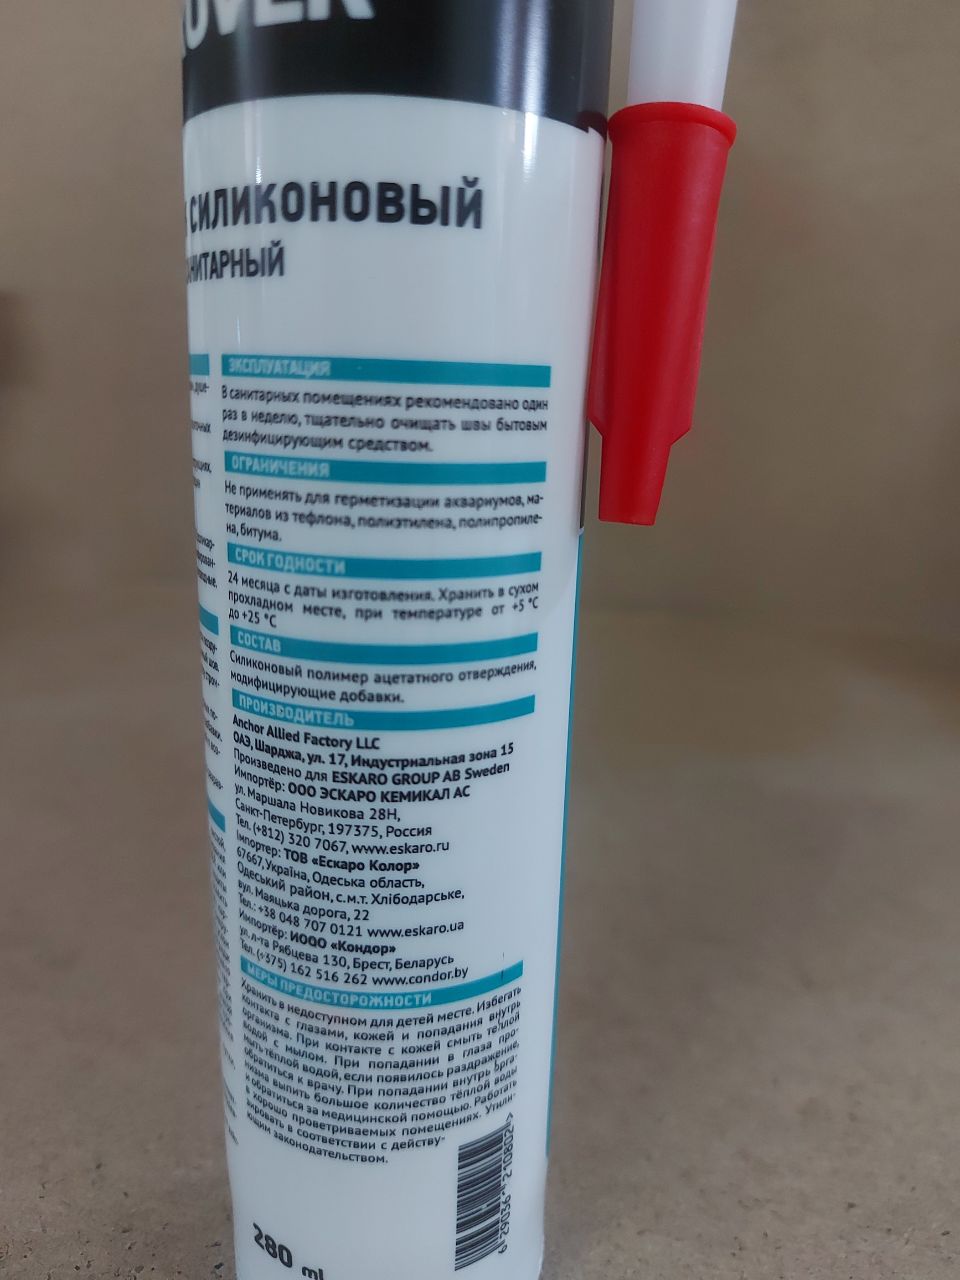 СИЛИКОНОВЫЙ
САНИТАРНЫЙ
ЭКСПЛУАТАЦИЯ
В санитарных помещениях рекомендовано один
раз в неделю, тщательно очищать швы бытовым
дезинфицирующим средством.
ОГРАНИЧЕНИЯ
Не применять для герметизации аквариумов, ма-
териалов из тефлона, полиэтилена, полипропиле-
на, битума.
СРОК ГОДНОСТИ
24 месяца с даты изготовления. Хранить в сухом
прохладном месте, при температуре от +5 °C
до +25 °C
СОСТАВ
Силиконовый полимер ацетатного отверждения,
модифицирующие добавки.
ПРОИЗВОДИТЕЛЬ
Anchor Allied Factory LLC
ОАЭ, Шарджа, ул. 17, Индустриальная зона 15
Произведено для ESKARO GROUP AB Sweden
Импортёр: ООО ЭСКАРО КЕМИКАЛ АС
ул. Маршала Новикова 28Н,
Санкт-Петербург, 197375, Россия
Тел. (+812) 320 7067, www.eskaro.ru
Імпортер: ТОВ «Ескаро Колор»
67667, Україна, Одеська область,
Одеський район, с.м.т. Хлібодарське,
вул. Маяцька дорога, 22
Тел.: +38 048 707 0121 www.eskaro.ua
Импортёр: ИООО «Кондор»
ул. л-та Рябцева 130, Брест, Беларусь
Тел. (+375) 162 516 262 www.condor.by
МЕРЫ ПРЕДОСТОРОЖНОСТИ
Хранить в недоступном для детей месте. Избегать
контакта с глазами, кожей и попадания внутрь
организма. При контакте с кожей смыть тёплой
водой с мылом. При попадании в глаза про-
мыть тёплой водой, если появилось раздражение,
обратиться к врачу. При попадании внутрь орга-
низма выпить большое количество тёплой воды
и обратиться за медицинской помощью. Работать
в хорошо проветриваемых помещениях. Утили-
зировать в соответствии с действу-
ющим законодательством.
280 ml
6 29036 210802 >